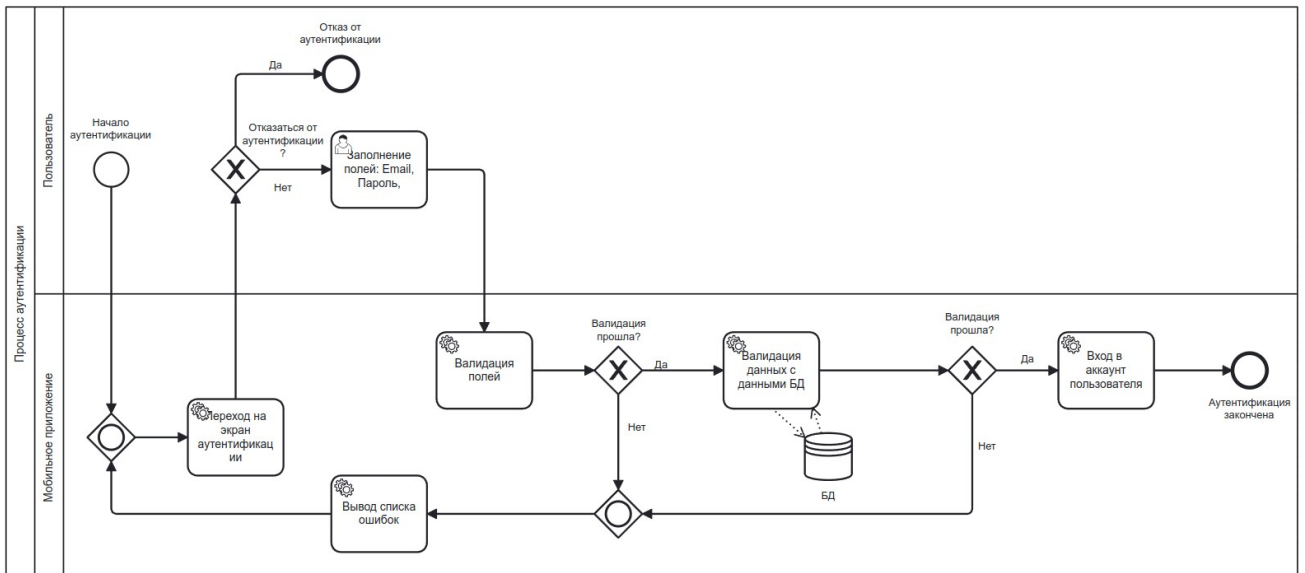 Процесс аутентификации
Пользователь
Отказ от
аутентификации
Да
Начало
аутентификации
Отказаться от
аутентификации
?
Нет
Заполнение
полей: Email,
Пароль,
Мобильное приложение
Валидация
полей
Валидация
прошла?
Да
Нет
Валидация
данных с
данными БД
БД
Валидация
прошла?
Да
Нет
Вход в
аккаунт
пользователя
Аутентификация
закончена
Переход на
экран
аутентификац
ии
Вывод списка
ошибок